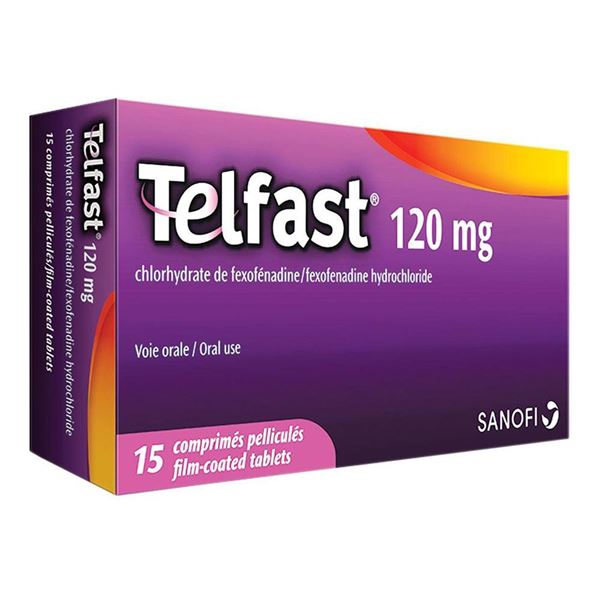 Telfast® 120 mg
chlorhydrate de fexofénadine/fexofenadine hydrochloride
15 comprimés pelliculés/film-coated tablets
Telfast® 120 mg
chlorhydrate de fexofénadine/fexofenadine hydrochloride
Voie orale / Oral use
15 comprimés pelliculés
film-coated tablets
SANOFI